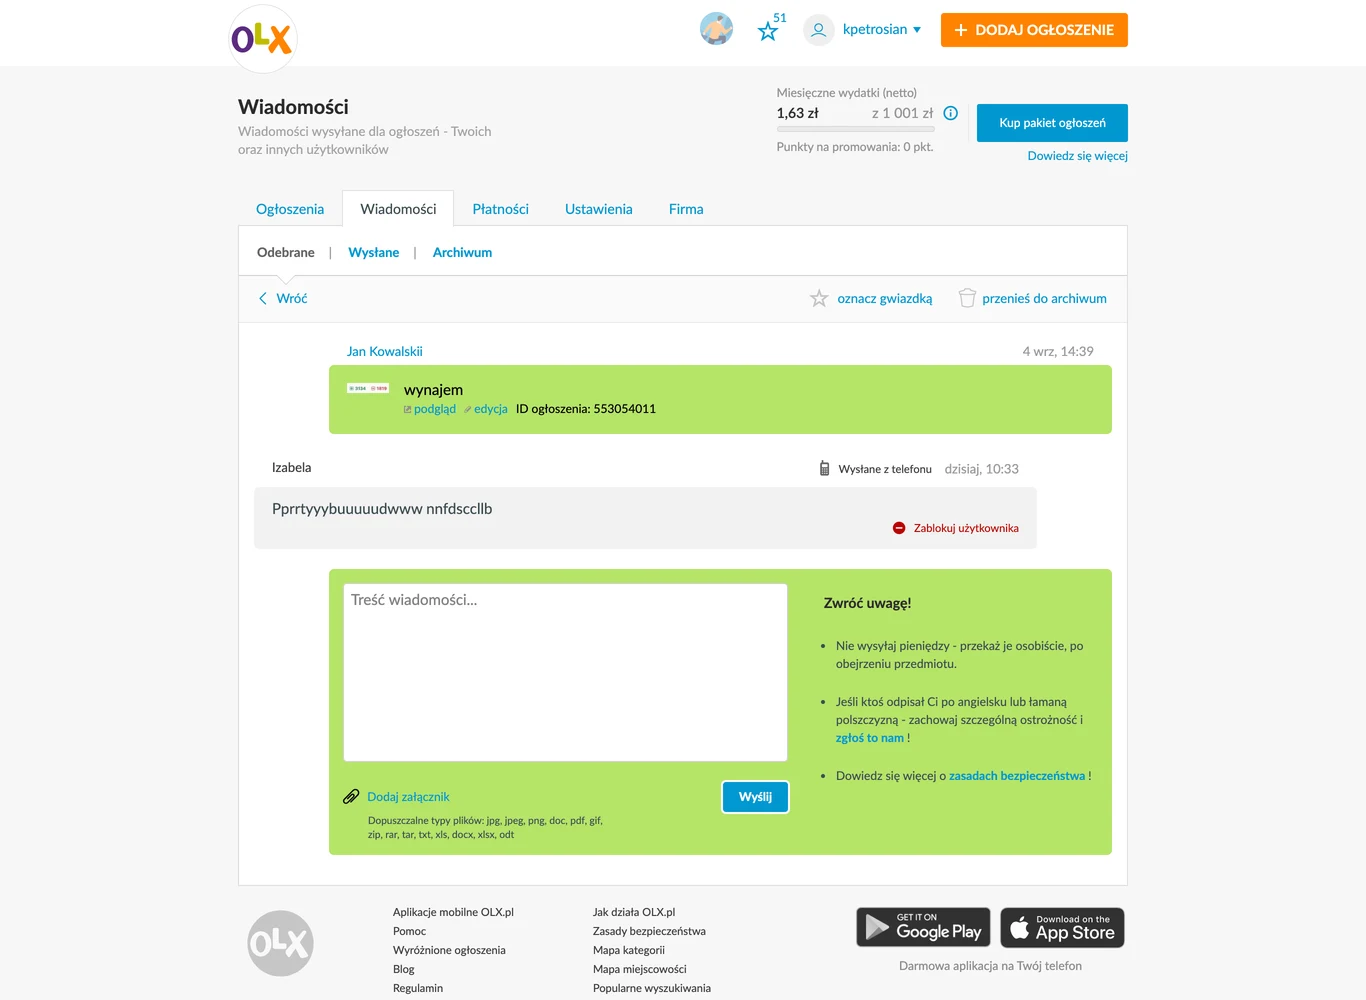 OLX
51
kpetrosian
+ DODAJ OGŁOSZENIE
Wiadomości
Wiadomości wysyłane dla ogłoszeń - Twoich
oraz innych użytkowników
Miesięczne wydatki (netto)
1,63 zł z 1 001 zł
Punkty na promowania: 0 pkt.
Kup pakiet ogłoszeń
Dowiedz się więcej
Ogłoszenia Wiadomości Płatności Ustawienia Firma
Odebrane | Wysłane | Archiwum
Wróć
oznacz gwiazdką przenieś do archiwum
Jan Kowalskii 4 wrz, 14:39
wynajem
podgląd edycja ID ogłoszenia: 553054011
Izabela Wysłane z telefonu dzisiaj, 10:33
Pprrtyyybuuuuudwww nnfdsccllb
Zablokuj użytkownika
Treść wiadomości...
Zwróć uwagę!
Nie wysyłaj pieniędzy - przekaż je osobiście, po
obejrzeniu przedmiotu.
Jeśli ktoś odpisał Ci po angielsku lub łamaną
polszczyzną - zachowaj szczególną ostrożność i
zgłoś to nam !
Dowiedz się więcej o zasadach bezpieczeństwa !
Dodaj załącznik
Dopuszczalne typy plików: jpg, jpeg, png, doc, pdf, gif,
zip, rar, tar, txt, xls, docx, xlsx, odt
Wyślij
OLX
Aplikacje mobilne OLX.pl
Pomoc
Wyróżnione ogłoszenia
Blog
Regulamin
Jak działa OLX.pl
Zasady bezpieczeństwa
Mapa kategorii
Mapa miejscowości
Popularne wyszukiwania
GET IT ON
Google Play
Download on the
App Store
Darmowa aplikacja na Twój telefon